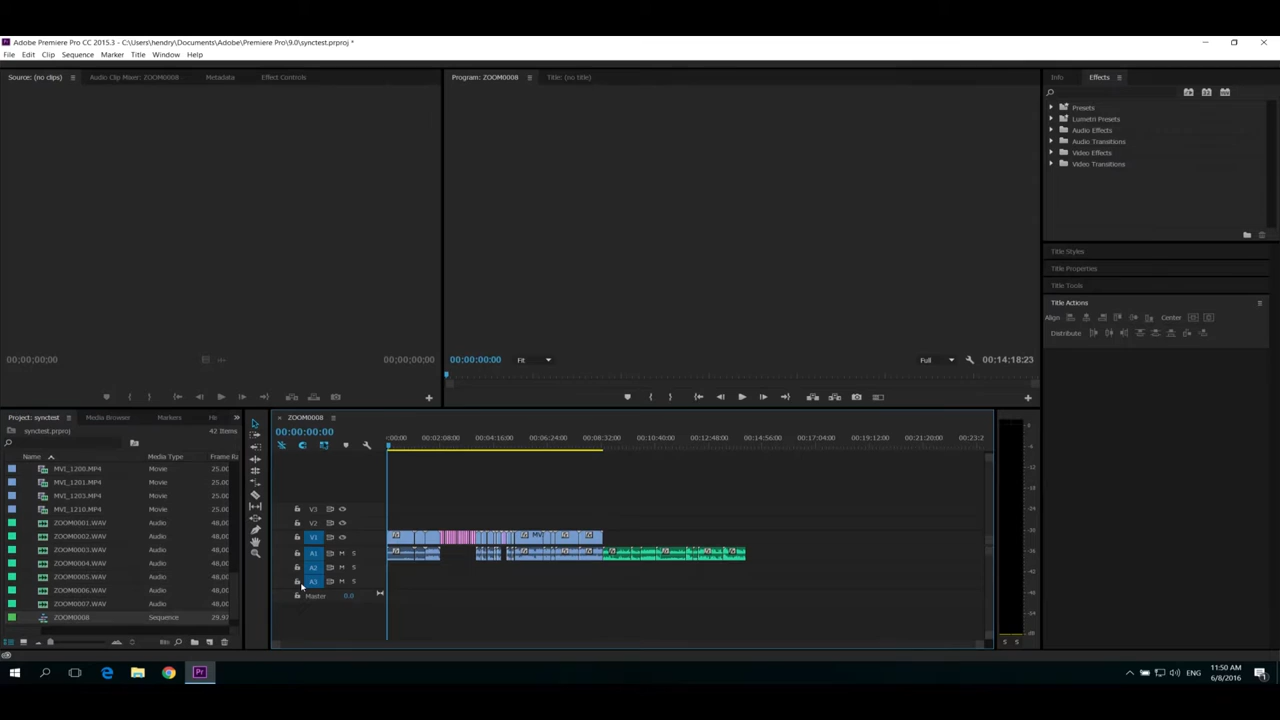 Adobe Premiere Pro CC 2015.3 - C:\Users\hendry\Documents\Adobe\Premiere Pro\9.0\synctest.prproj *
File Edit Clip Sequence Marker Title Window Help
Source: (no clips) Audio Clip Mixer: ZOOM0008 Metadata Effect Controls
Program: ZOOM0008 Title: (no title)
Info Effects
Presets
Lumetri Presets
Audio Effects
Audio Transitions
Video Effects
Video Transitions
Title Styles
Title Properties
Title Tools
Title Actions
Align Center
Distribute
00;00;00;00 00;00;00;00
00:00:00:00 Fit Full 00:14:18:23
Project: synctest Media Browser Markers
synctest.prproj 42 Items
Name Media Type Frame Ra
MVI_1200.MP4 Movie 25.00
MVI_1201.MP4 Movie 25.00
MVI_1203.MP4 Movie 25.00
MVI_1210.MP4 Movie 25.00
ZOOM0001.WAV Audio 48,00
ZOOM0002.WAV Audio 48,00
ZOOM0003.WAV Audio 48,00
ZOOM0004.WAV Audio 48,00
ZOOM0005.WAV Audio 48,00
ZOOM0006.WAV Audio 48,00
ZOOM0007.WAV Audio 48,00
ZOOM0008 Sequence 29.97
ZOOM0008
00:00:00:00
:00:00 00:02:08:00 00:04:16:00 00:06:24:00 00:08:32:00 00:10:40:00 00:12:48:00 00:14:56:00 00:17:04:00 00:19:12:00 00:21:20:00 00:23:2
V3
V2
V1 MVI
A1 M S
A2 M S
A3 M S
Master 0.0
S S
ENG
11:50 AM
6/8/2016